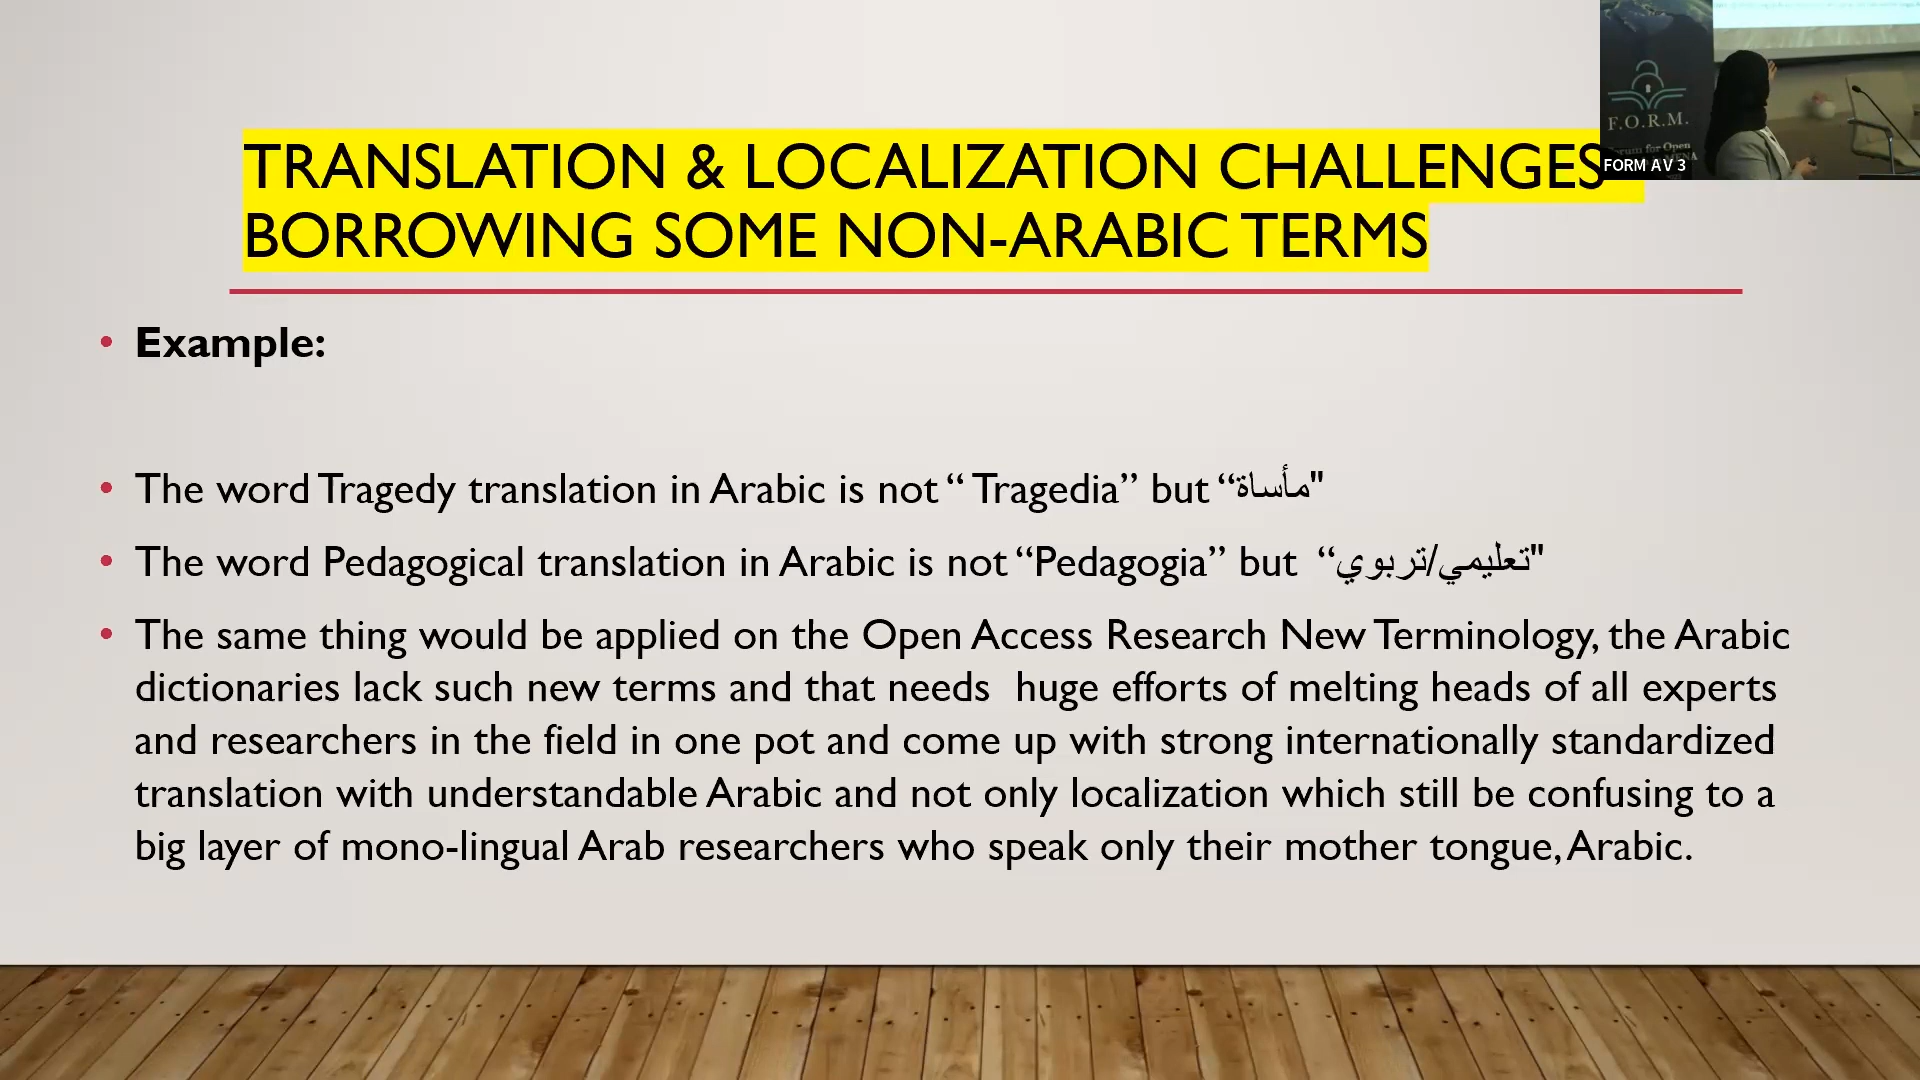 TRANSLATION & LOCALIZATION CHALLENGES
BORROWING SOME NON-ARABIC TERMS
• Example:
• The word Tragedy translation in Arabic is not “ Tragedia” but “مأساة"
• The word Pedagogical translation in Arabic is not “Pedagogia” but “تعليمي/تربوي"
• The same thing would be applied on the Open Access Research New Terminology, the Arabic
dictionaries lack such new terms and that needs huge efforts of melting heads of all experts
and researchers in the field in one pot and come up with strong internationally standardized
translation with understandable Arabic and not only localization which still be confusing to a
big layer of mono-lingual Arab researchers who speak only their mother tongue, Arabic.
F.O.R.M.
Forum for Open
MENA
FORM AV 3